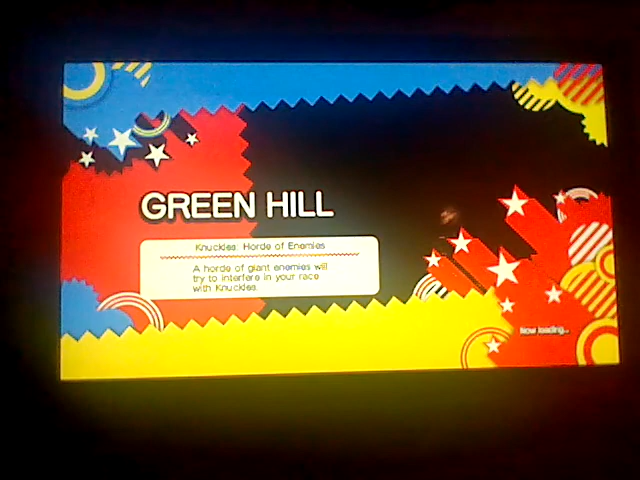 GREEN HILL
Knuckles: Horde of Enemies
A horde of giant enemies will
try to interfere in your race
with Knuckles.
Now loading...